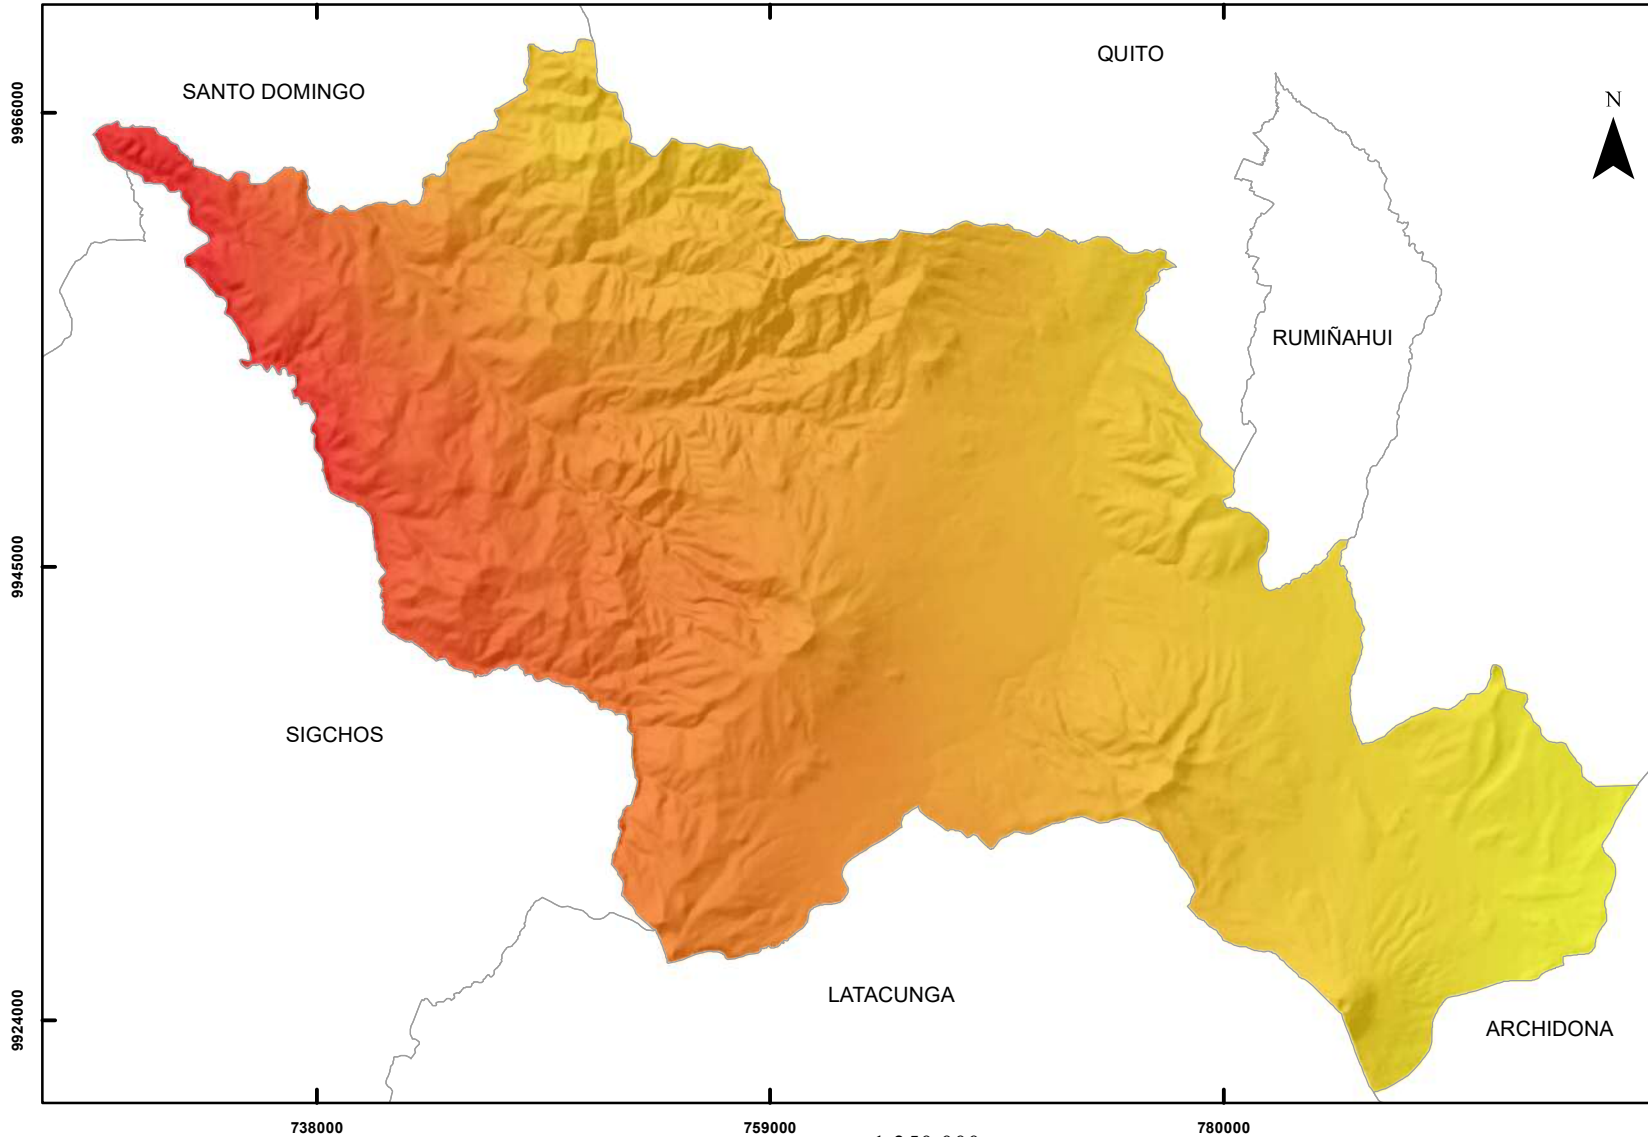 QUITO
SANTO DOMINGO
N
9966000
RUMIÑAHUI
9945000
SIGCHOS
LATACUNGA
9924000
ARCHIDONA
738000
759000
780000